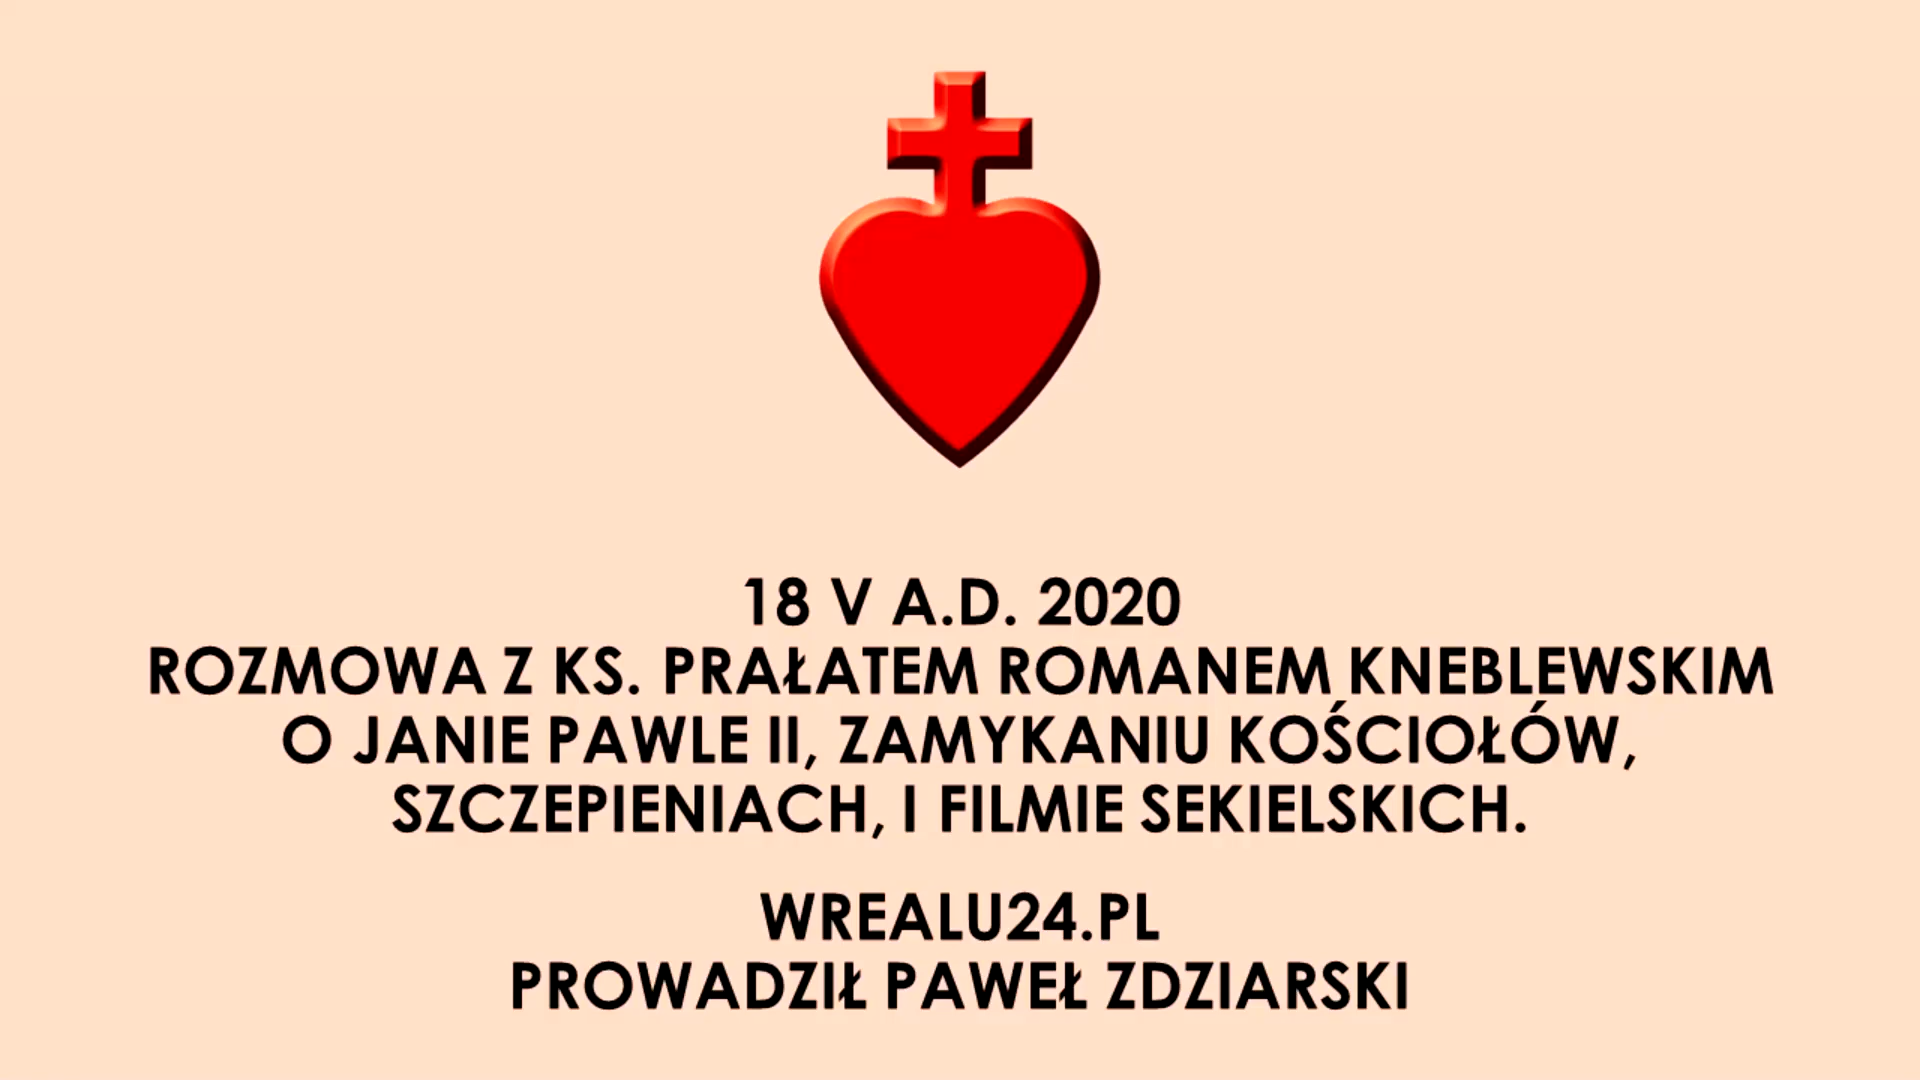 18 V A.D. 2020
ROZMOWA Z KS. PRAŁATEM ROMANEM KNEBLEWSKIM
O JANIE PAWLE II, ZAMYKANIU KOŚCIOŁÓW,
SZCZEPIENIACH, I FILMIE SEKIELSKICH.
WREALU24.PL
PROWADZIŁ PAWEŁ ZDZIARSKI